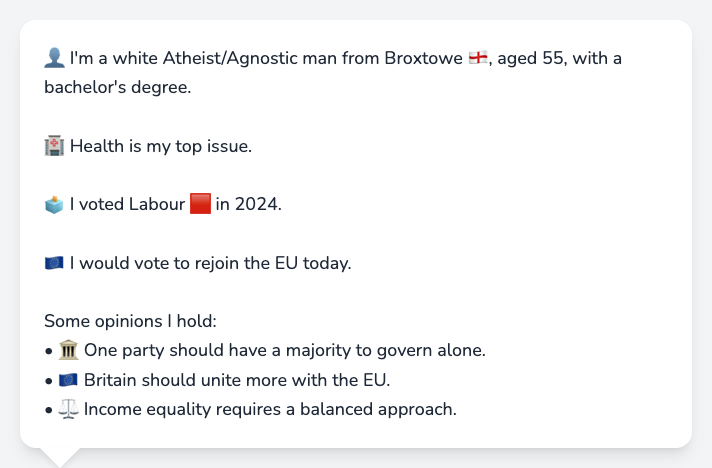 👤 I'm a white Atheist/Agnostic man from Broxtowe 🏴󠁧󠁢󠁥󠁮󠁧󠁿, aged 55, with a
bachelor's degree.
🏥 Health is my top issue.
🗳️ I voted Labour 🟥 in 2024.
🇪🇺 I would vote to rejoin the EU today.
Some opinions I hold:
• 🏛️ One party should have a majority to govern alone.
• 🇪🇺 Britain should unite more with the EU.
• ⚖️ Income equality requires a balanced approach.